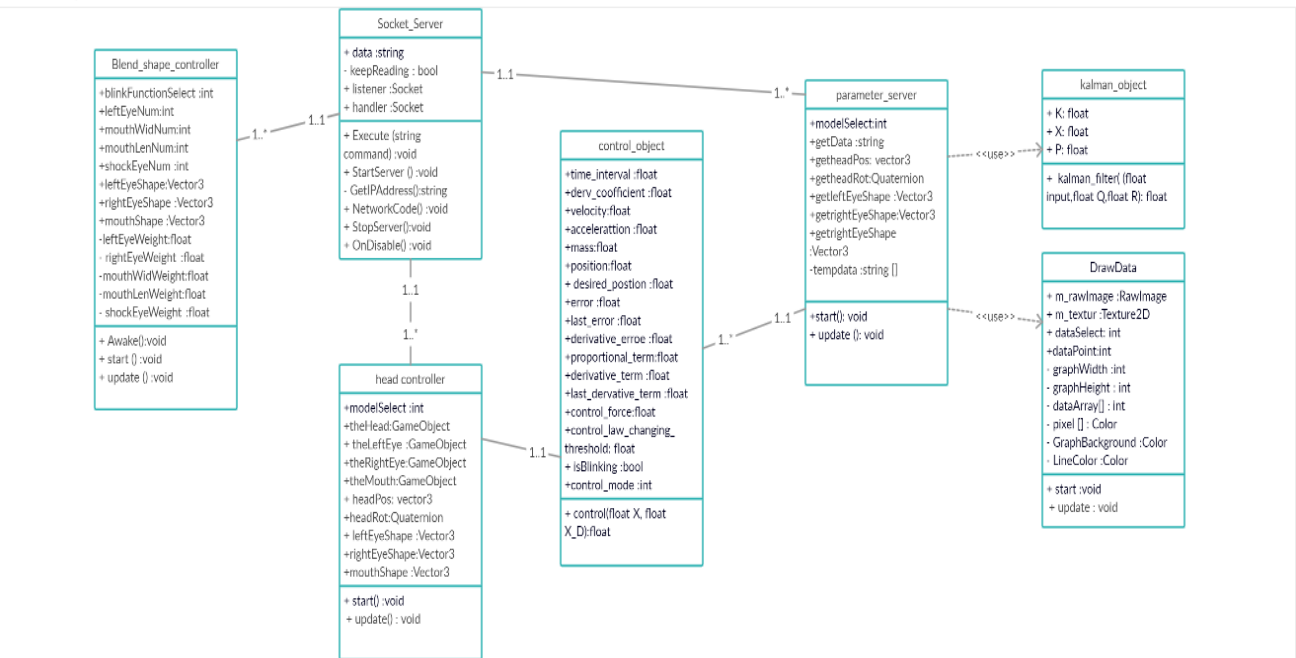 Blend_shape_controller
+blinkFunctionSelect :int
+leftEyeNum:int
+mouthWidNum:int
+mouthLenNum:int
+shockEyeNum :int
+leftEyeShape:Vector3
+rightEyeShape :Vector3
+mouthShape :Vector3
-leftEyeWeight:float
- rightEyeWeight :float
-mouthWidWeight:float
-mouthLenWeight:float
- shockEyeWeight :float
+ Awake():void
+ start () :void
+ update () :void
1..*
1..1
Socket_Server
+ data :string
- keepReading : bool
+ listener :Socket
+ handler :Socket
+ Execute (string
command) :void
+ StartServer () :void
- GetIPAddress():string
+ NetworkCode() :void
+ StopServer():void
+ OnDisable() :void
1..1
1..*
1..1
1..*
head controller
+modelSelect :int
+theHead:GameObject
+ theLeftEye :GameObject
+theRightEye:GameObject
+theMouth:GameObject
+ headPos: vector3
+headRot:Quaternion
+ leftEyeShape :Vector3
+rightEyeShape:Vector3
+mouthShape :Vector3
+ start() :void
+ update() : void
1..1
control_object
+time_interval :float
+derv_coofficient :float
+velocity:float
+accelerattion :float
+mass:float
+position:float
+ desired_postion :float
+error :float
+last_error :float
+derivative_erroe :float
+proportional_term:float
+derivative_term :float
+last_dervative_term :float
+control_force:float
+control_law_changing_
threshold: float
+ isBlinking :bool
+control_mode :int
+ control(float X, float
X_D):float
1..*
1..1
parameter_server
+modelSelect:int
+getData :string
+getheadPos: vector3
+getheadRot:Quaternion
+getleftEyeShape :Vector3
+getrightEyeShape:Vector3
+getrightEyeShape
:Vector3
-tempdata :string []
+start(): void
+ update (): void
<<use>>
<<use>>
kalman_object
+ K: float
+ X: float
+ P: float
+ kalman_filter( (float
input,float Q,float R): float
DrawData
+ m_rawImage :RawImage
+ m_textur :Texture2D
+ dataSelect: int
+dataPoint:int
- graphWidth :int
- graphHeight : int
- dataArray[] : int
- pixel [] : Color
- GraphBackground :Color
- LineColor :Color
+ start :void
+ update : void